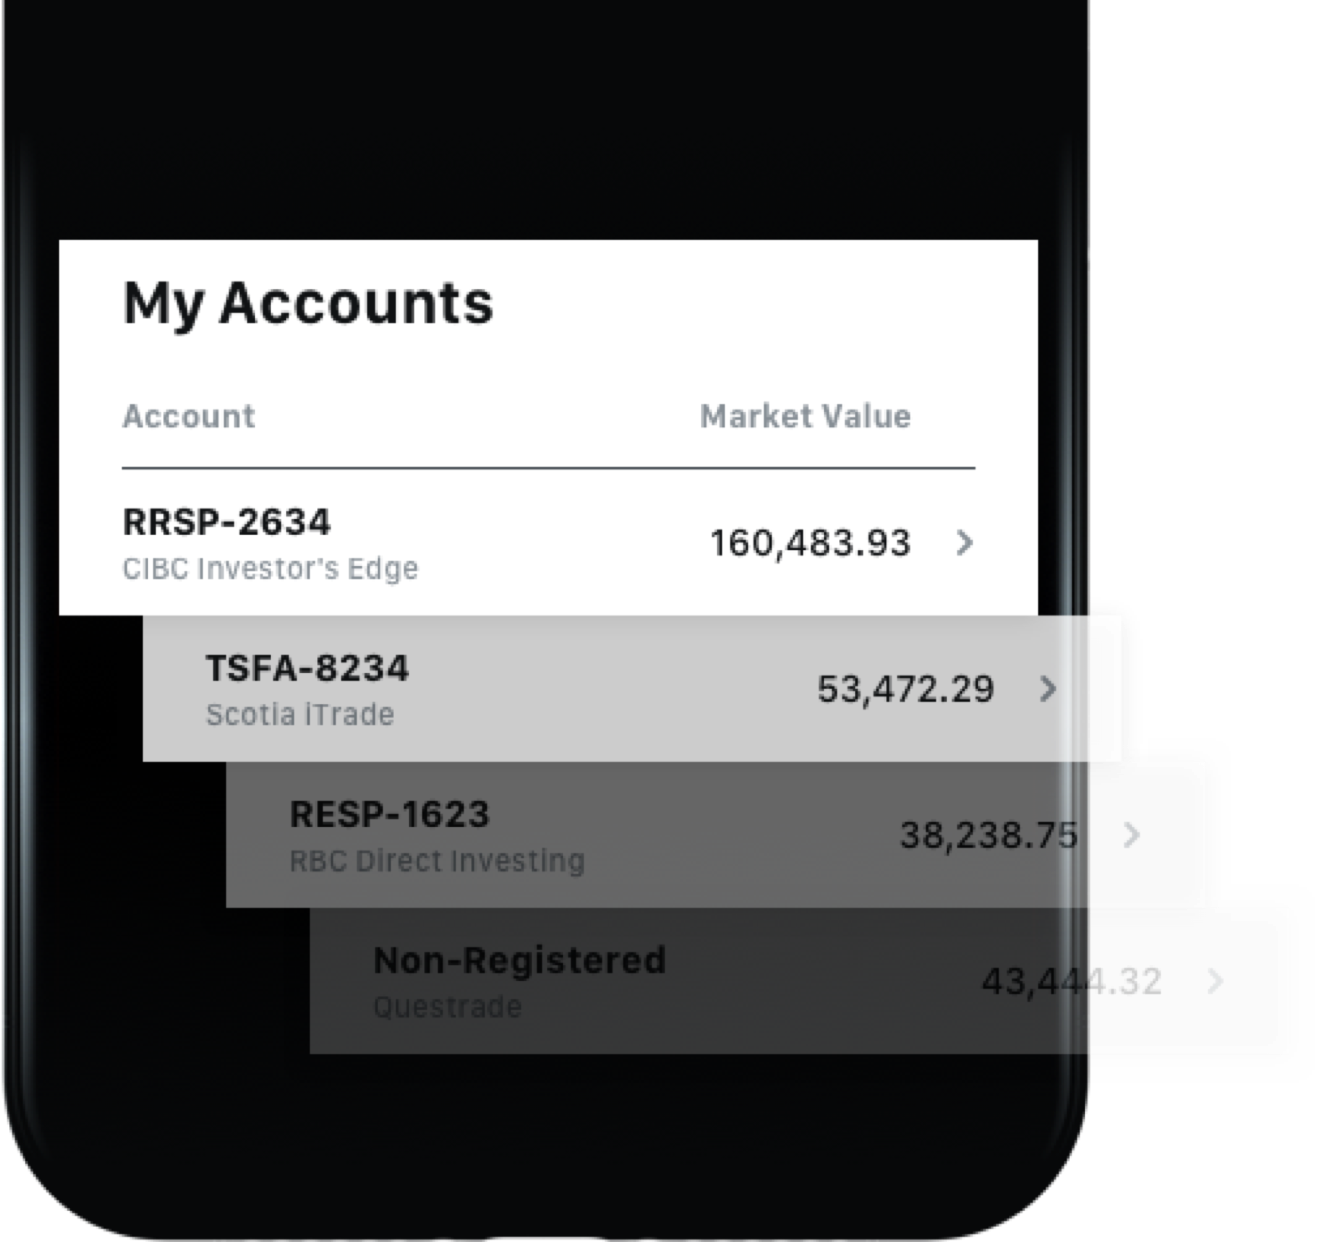 My Accounts
Account Market Value
RRSP-2634
CIBC Investor's Edge
160,483.93
TSFA-8234
Scotia iTrade
53,472.29
RESP-1623
RBC Direct Investing
38,238.75
Non-Registered
Questrade
43,444.32